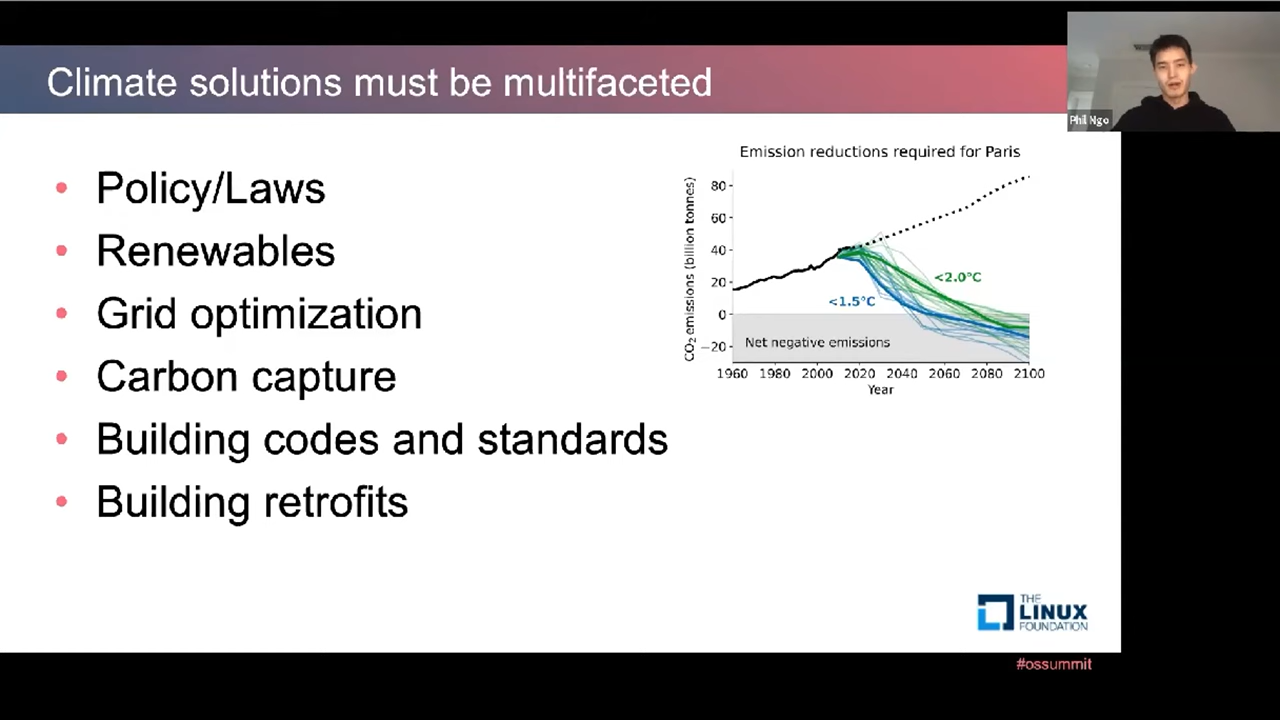 Climate solutions must be multifaceted
Phil Ngo
• Policy/Laws
• Renewables
• Grid optimization
• Carbon capture
• Building codes and standards
• Building retrofits
Emission reductions required for Paris
CO₂ emissions (billion tonnes)
80
60
40
20
0
−20
<2.0°C
<1.5°C
Net negative emissions
1960 1980 2000 2020 2040 2060 2080 2100
Year
THE
LINUX
FOUNDATION
#ossummit